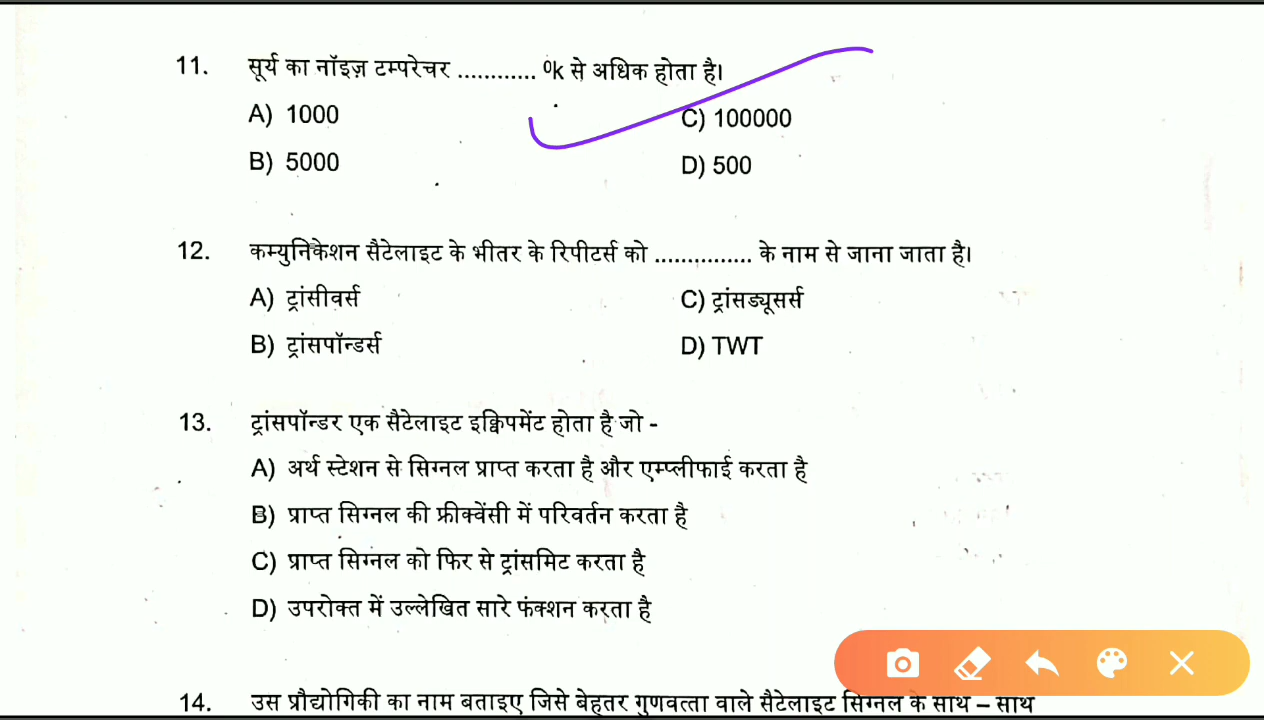 11. सूर्य का नॉइज़ टम्परेचर ............ ⁰k से अधिक होता है।
A) 1000 C) 100000
B) 5000 D) 500
12. कम्युनिकेशन सैटेलाइट के भीतर के रिपीटर्स को ............... के नाम से जाना जाता है।
A) ट्रांसीवर्स C) ट्रांसड्यूसर्स
B) ट्रांसपॉन्डर्स D) TWT
13. ट्रांसपॉन्डर एक सैटेलाइट इक्विपमेंट होता है जो -
A) अर्थ स्टेशन से सिग्नल प्राप्त करता है और एम्प्लीफाई करता है
B) प्राप्त सिग्नल की फ्रीक्वेंसी में परिवर्तन करता है
C) प्राप्त सिग्नल को फिर से ट्रांसमिट करता है
D) उपरोक्त में उल्लेखित सारे फंक्शन करता है
14. उस प्रौद्योगिकी का नाम बताइए जिसे बेहतर गुणवत्ता वाले सैटेलाइट सिग्नल के साथ – साथ